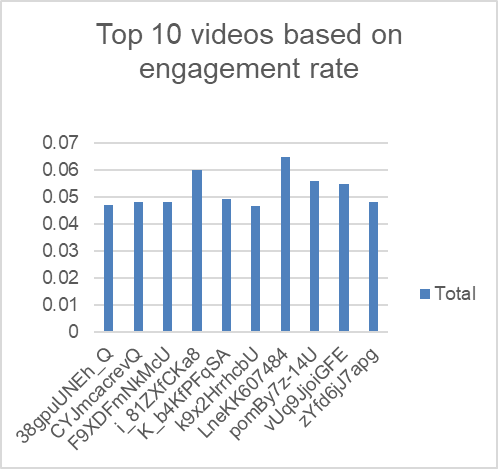 Top 10 videos based on
engagement rate
0.07
0.06
0.05
0.04
0.03
0.02
0.01
0
Total
38gpuUNEh_Q
CYJmcacrevQ
F9XDFmNkMcU
i_81ZXfCKa8
K_b4KfPFqSA
k9x2HrrhcbU
LneKK607484
pomBy7z-14U
vUq9JjoiGFE
zYfd6jJ7apg